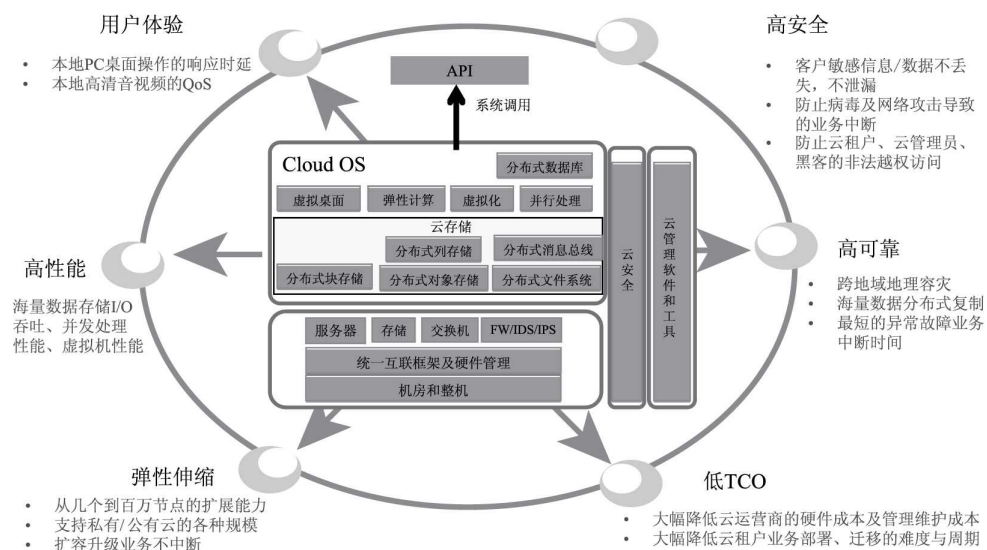 用户体验
• 本地PC桌面操作的响应时延
• 本地高清音视频的QoS
高安全
• 客户敏感信息/数据不丢
失，不泄漏
• 防止病毒及网络攻击导致
的业务中断
• 防止云租户、云管理员、
黑客的非法越权访问
API
系统调用
Cloud OS
分布式数据库
虚拟桌面
弹性计算
虚拟化
并行处理
云存储
分布式列存储
分布式消息总线
分布式块存储
分布式对象存储
分布式文件系统
云安全
云管理软件和工具
服务器
存储
交换机
FW/IDS/IPS
统一互联框架及硬件管理
机房和整机
高性能
海量数据存储I/O
吞吐、并发处理
性能、虚拟机性能
高可靠
• 跨地域地理容灾
• 海量数据分布式复制
• 最短的异常故障业务
中断时间
弹性伸缩
• 从几个到百万节点的扩展能力
• 支持私有/公有云的各种规模
• 扩容升级业务不中断
低TCO
• 大幅降低云运营商的硬件成本及管理维护成本
• 大幅降低云租户业务部署、迁移的难度与周期